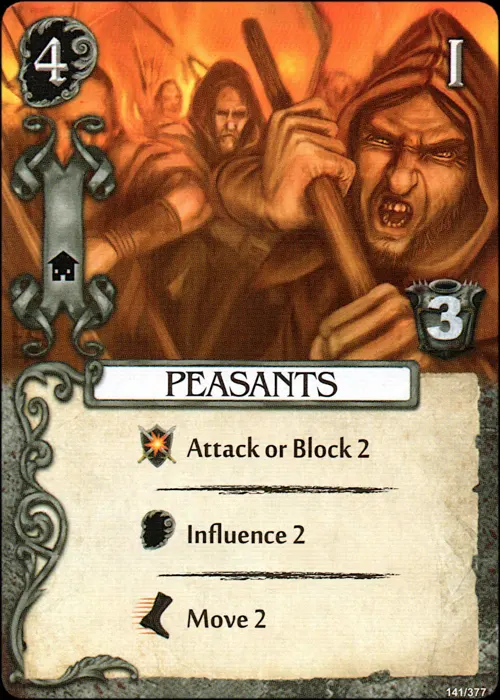 4
I
3
PEASANTS
Attack or Block 2
Influence 2
Move 2
141/377